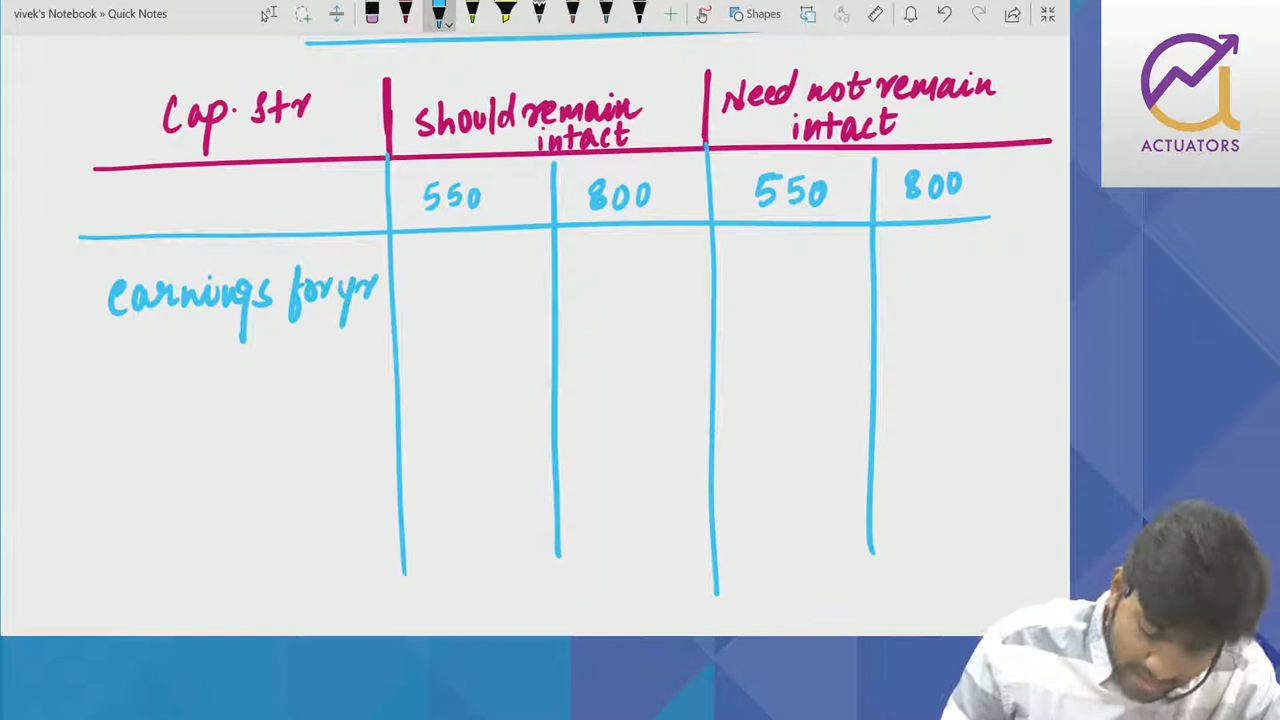 vivek's Notebook » Quick Notes
Shapes
ACTUATORS
Cap. Str
Should remain
intact
Need not remain
intact
550 800 550 800
earnings for yr